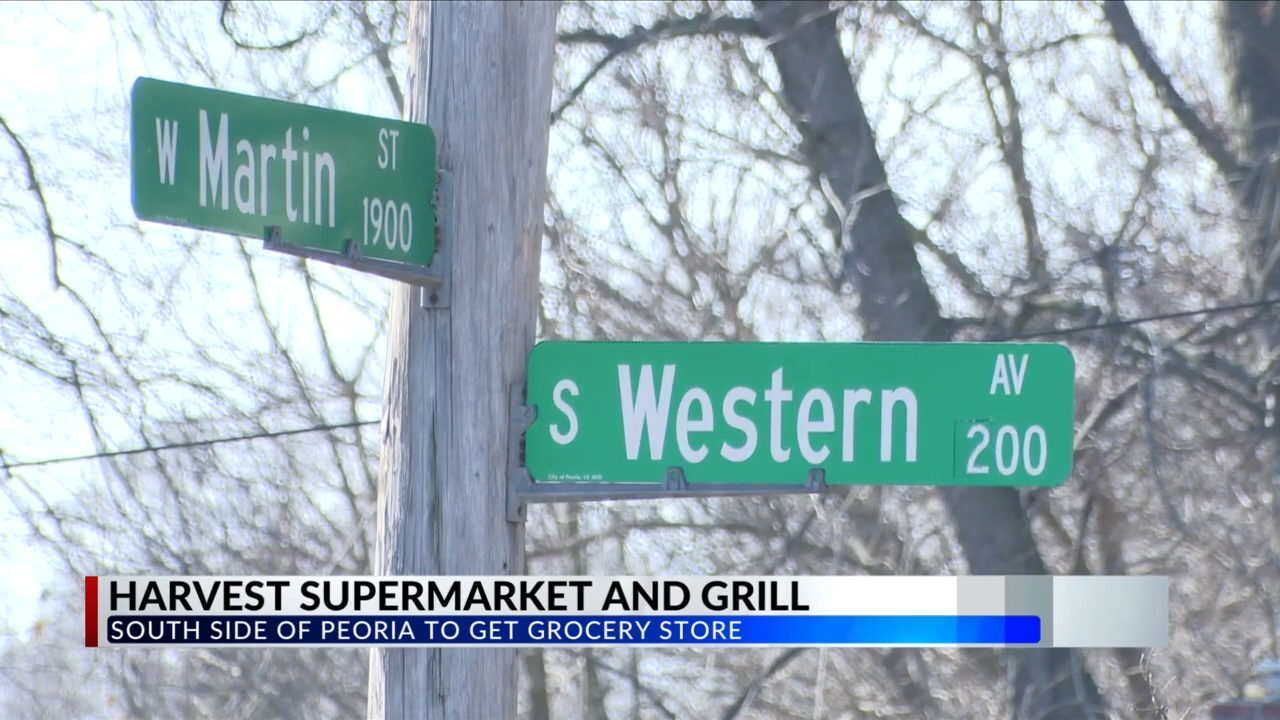 W Martin ST
1900
S Western AV
200
HARVEST SUPERMARKET AND GRILL
SOUTH SIDE OF PEORIA TO GET GROCERY STORE